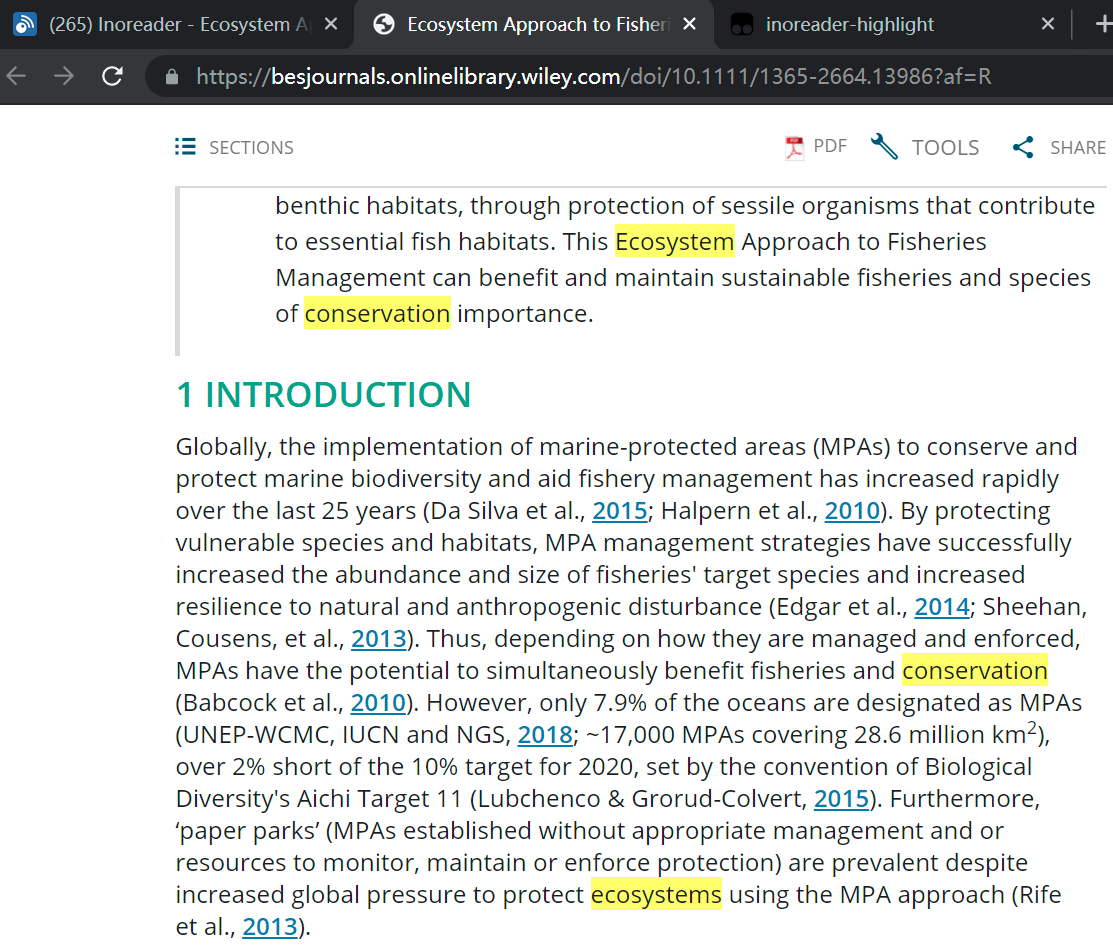 (265) Inoreader - Ecosystem A
Ecosystem Approach to Fisheri
inoreader-highlight
https://besjournals.onlinelibrary.wiley.com/doi/10.1111/1365-2664.13986?af=R
SECTIONS
PDF
TOOLS
SHARE
benthic habitats, through protection of sessile organisms that contribute
to essential fish habitats. This Ecosystem Approach to Fisheries
Management can benefit and maintain sustainable fisheries and species
of conservation importance.
1 INTRODUCTION
Globally, the implementation of marine-protected areas (MPAs) to conserve and
protect marine biodiversity and aid fishery management has increased rapidly
over the last 25 years (Da Silva et al., 2015; Halpern et al., 2010). By protecting
vulnerable species and habitats, MPA management strategies have successfully
increased the abundance and size of fisheries' target species and increased
resilience to natural and anthropogenic disturbance (Edgar et al., 2014; Sheehan,
Cousens, et al., 2013). Thus, depending on how they are managed and enforced,
MPAs have the potential to simultaneously benefit fisheries and conservation
(Babcock et al., 2010). However, only 7.9% of the oceans are designated as MPAs
(UNEP-WCMC, IUCN and NGS, 2018; ~17,000 MPAs covering 28.6 million km²),
over 2% short of the 10% target for 2020, set by the convention of Biological
Diversity's Aichi Target 11 (Lubchenco & Grorud-Colvert, 2015). Furthermore,
‘paper parks’ (MPAs established without appropriate management and or
resources to monitor, maintain or enforce protection) are prevalent despite
increased global pressure to protect ecosystems using the MPA approach (Rife
et al., 2013).